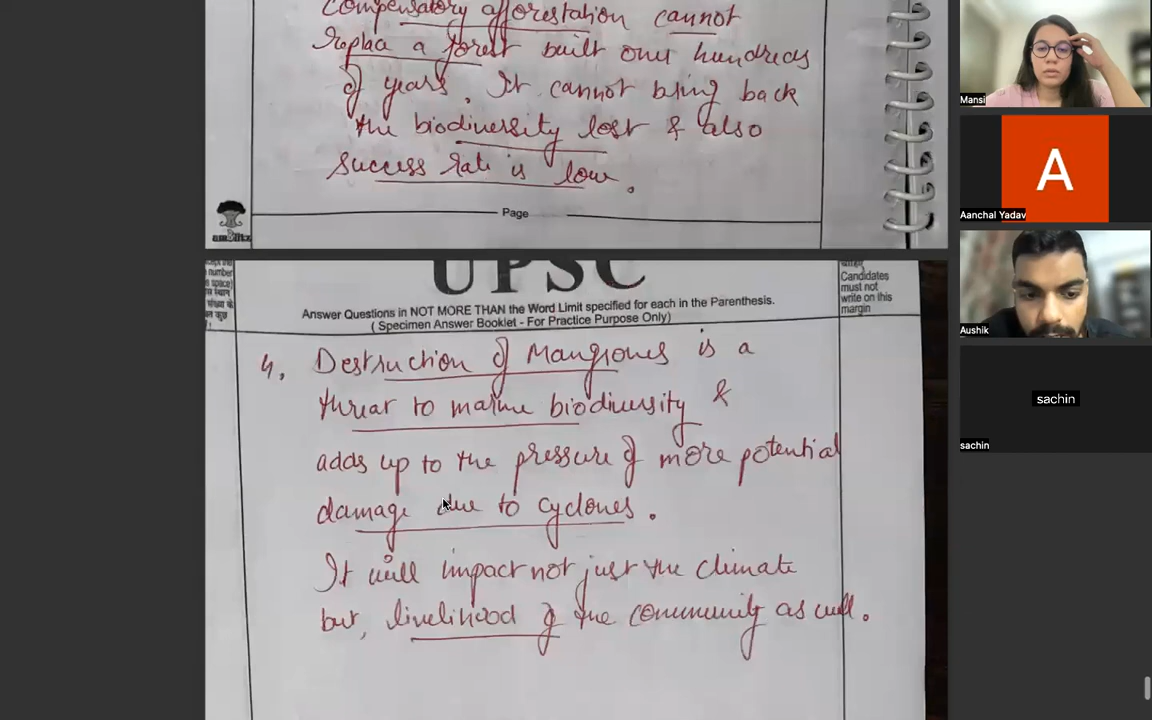 Compensatory afforestation cannot
replace a forest built over hundreds
of years. It cannot bring back
the biodiversity lost & also
success rate is low.
Page
UPSC
Answer Questions in NOT MORE THAN the Word Limit specified for each in the Parenthesis.
( Specimen Answer Booklet - For Practice Purpose Only)
Candidates
must not
write on this
margin
number
space)
4. Destruction of Mangroves is a
threat to marine biodiversity &
adds up to the pressure of more potential
damage due to cyclones.
It will impact not just the climate
but, livelihood of the community as well.
Mansi
A
Aanchal Yadav
Aushik
sachin
sachin